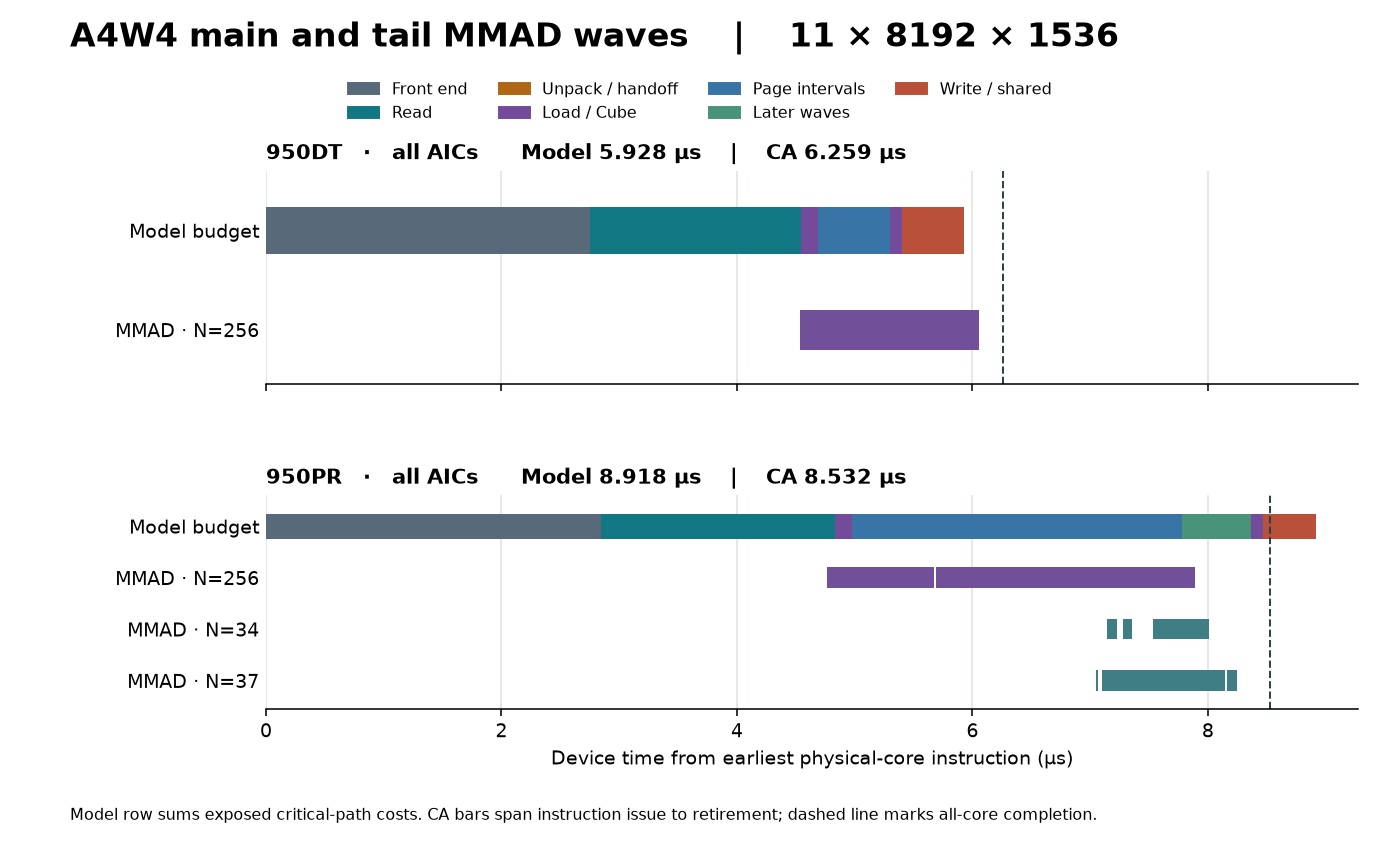 A4W4 main and tail MMAD waves | 11 × 8192 × 1536
Front end Unpack / handoff Page intervals Write / shared
Read Load / Cube Later waves
950DT · all AICs Model 5.928 µs | CA 6.259 µs
Model budget
MMAD · N=256
950PR · all AICs Model 8.918 µs | CA 8.532 µs
Model budget
MMAD · N=256
MMAD · N=34
MMAD · N=37
0 2 4 6 8
Device time from earliest physical-core instruction (µs)
Model row sums exposed critical-path costs. CA bars span instruction issue to retirement; dashed line marks all-core completion.